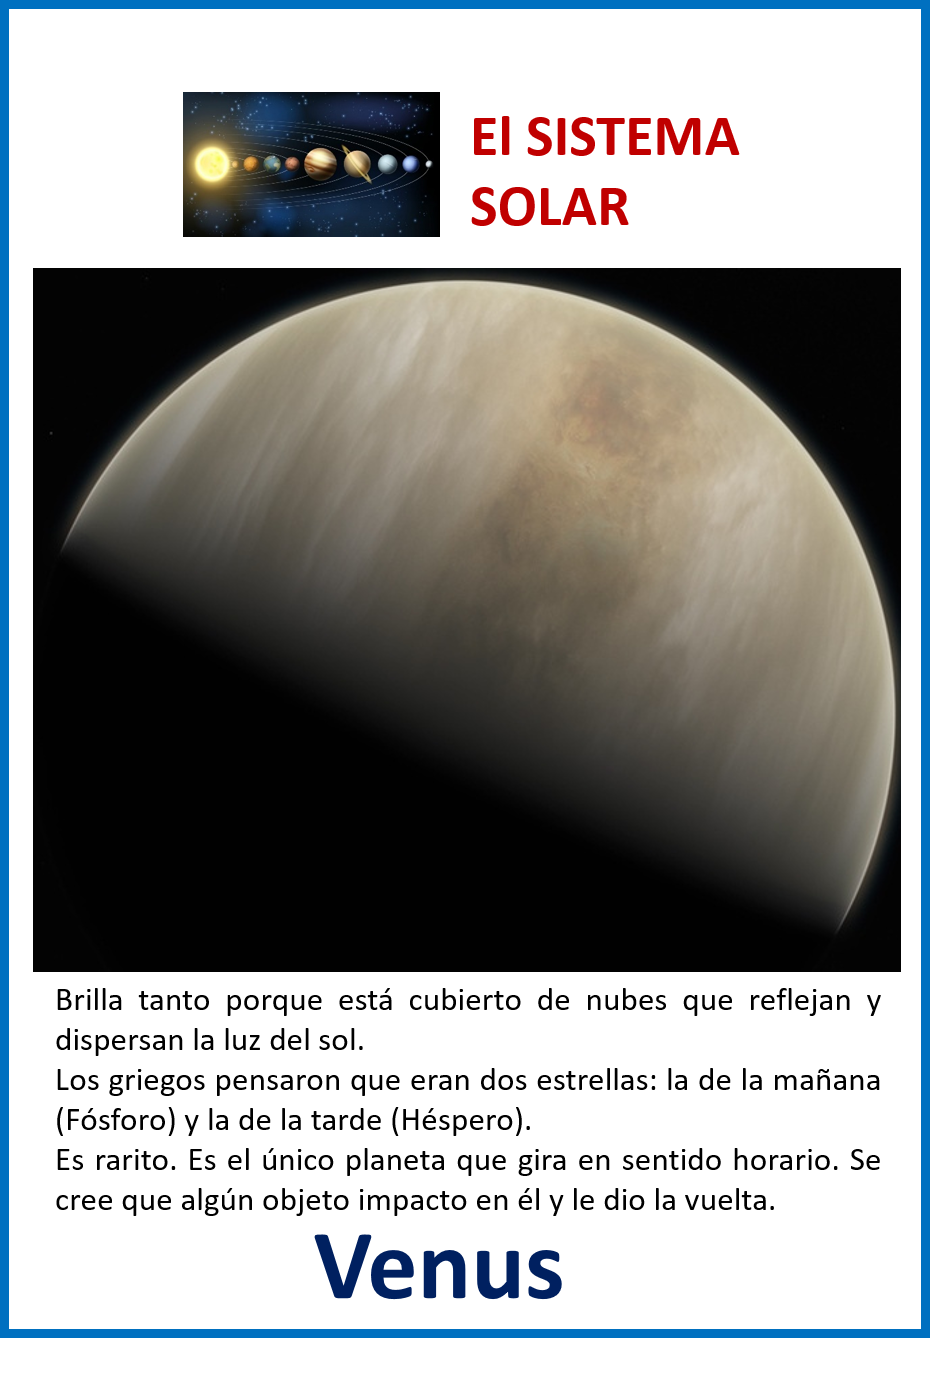 El SISTEMA
SOLAR
Brilla tanto porque está cubierto de nubes que reflejan y
dispersan la luz del sol.
Los griegos pensaron que eran dos estrellas: la de la mañana
(Fósforo) y la de la tarde (Héspero).
Es rarito. Es el único planeta que gira en sentido horario. Se
cree que algún objeto impacto en él y le dio la vuelta.
Venus